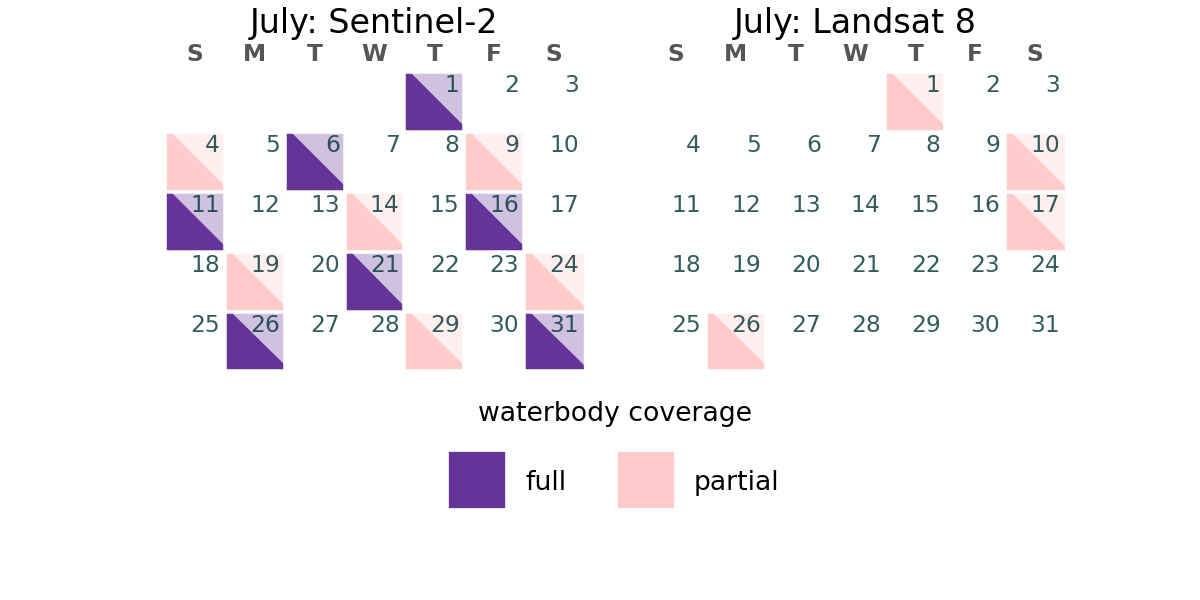 July: Sentinel-2
S M T W T F S
1 2 3
4 5 6 7 8 9 10
11 12 13 14 15 16 17
18 19 20 21 22 23 24
25 26 27 28 29 30 31
July: Landsat 8
S M T W T F S
1 2 3
4 5 6 7 8 9 10
11 12 13 14 15 16 17
18 19 20 21 22 23 24
25 26 27 28 29 30 31
waterbody coverage
full
partial